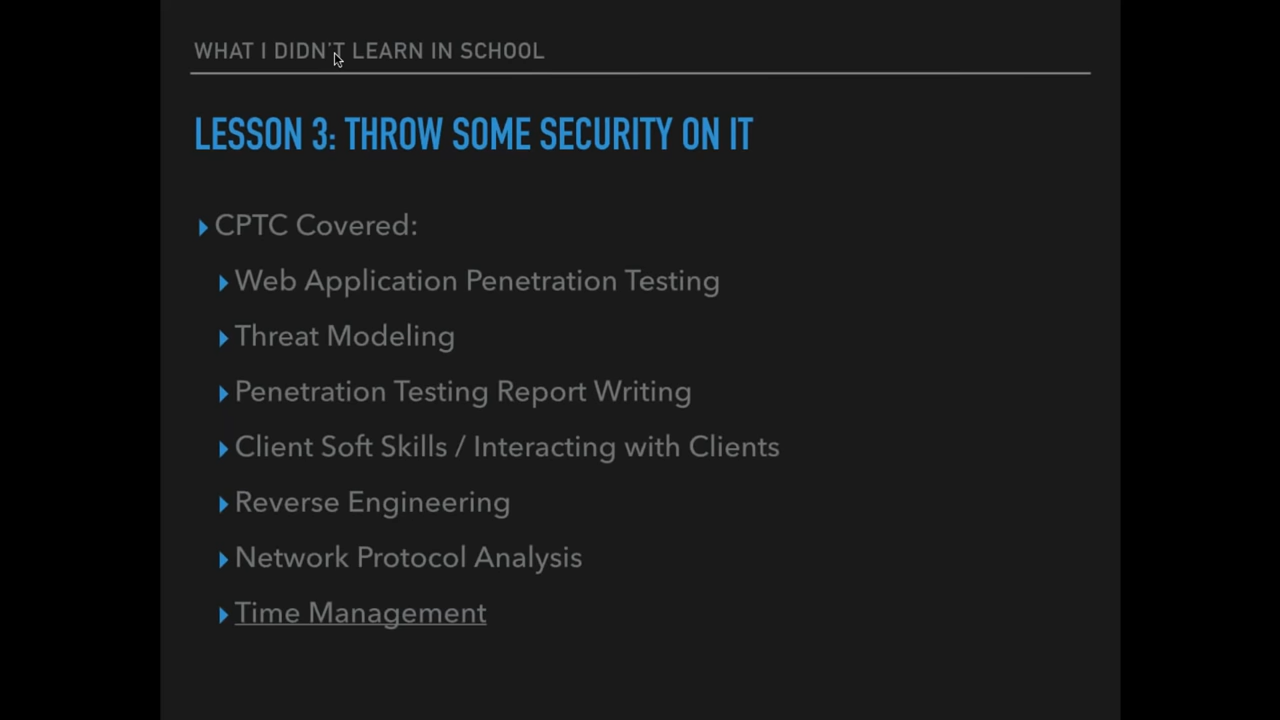 WHAT I DIDN'T LEARN IN SCHOOL
LESSON 3: THROW SOME SECURITY ON IT
CPTC Covered:
Web Application Penetration Testing
Threat Modeling
Penetration Testing Report Writing
Client Soft Skills / Interacting with Clients
Reverse Engineering
Network Protocol Analysis
Time Management